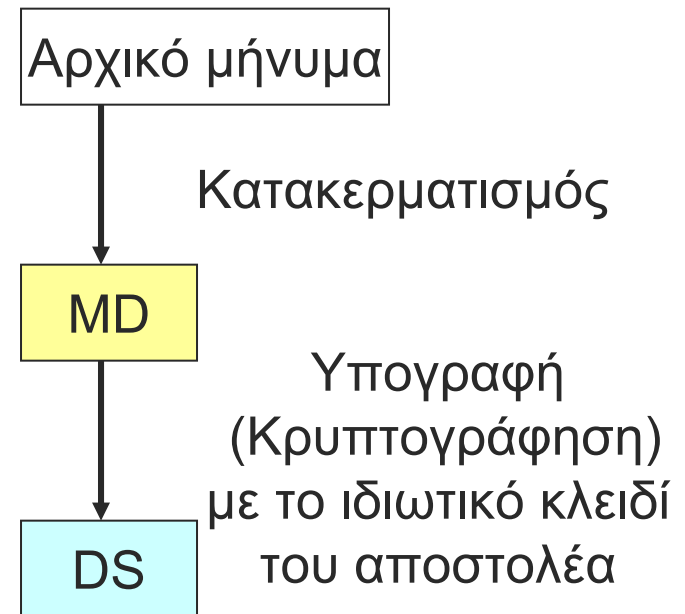 Αρχικό μήνυμα
Κατακερματισμός
MD
Υπογραφή
(Κρυπτογράφηση)
με το ιδιωτικό κλειδί
του αποστολέα
DS